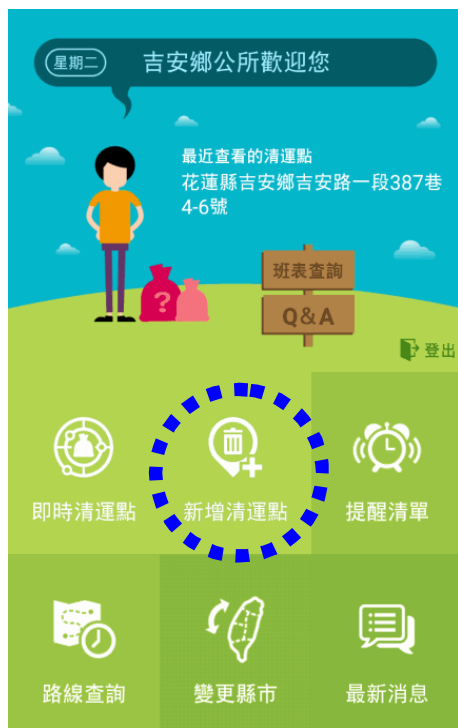 星期二 吉安鄉公所歡迎您
最近查看的清運點
花蓮縣吉安鄉吉安路一段387巷
4-6號
班表查詢
Q&A
?
登出
即時清運點 新增清運點 提醒清單
路線查詢 變更縣市 最新消息